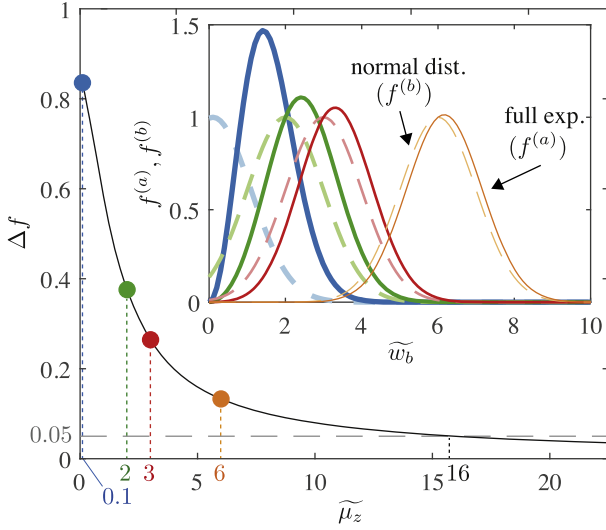 1
0.8
0.6
0.4
0.2
0.05
0
Δf
1.5
1
0.5
0
f^(a), f^(b)
normal dist.
(f^(b))
full exp.
(f^(a))
0 2 4 6 8 10
w̃_b
0 2 3 5 6 10 15 16 20
0.1
μ̃_z